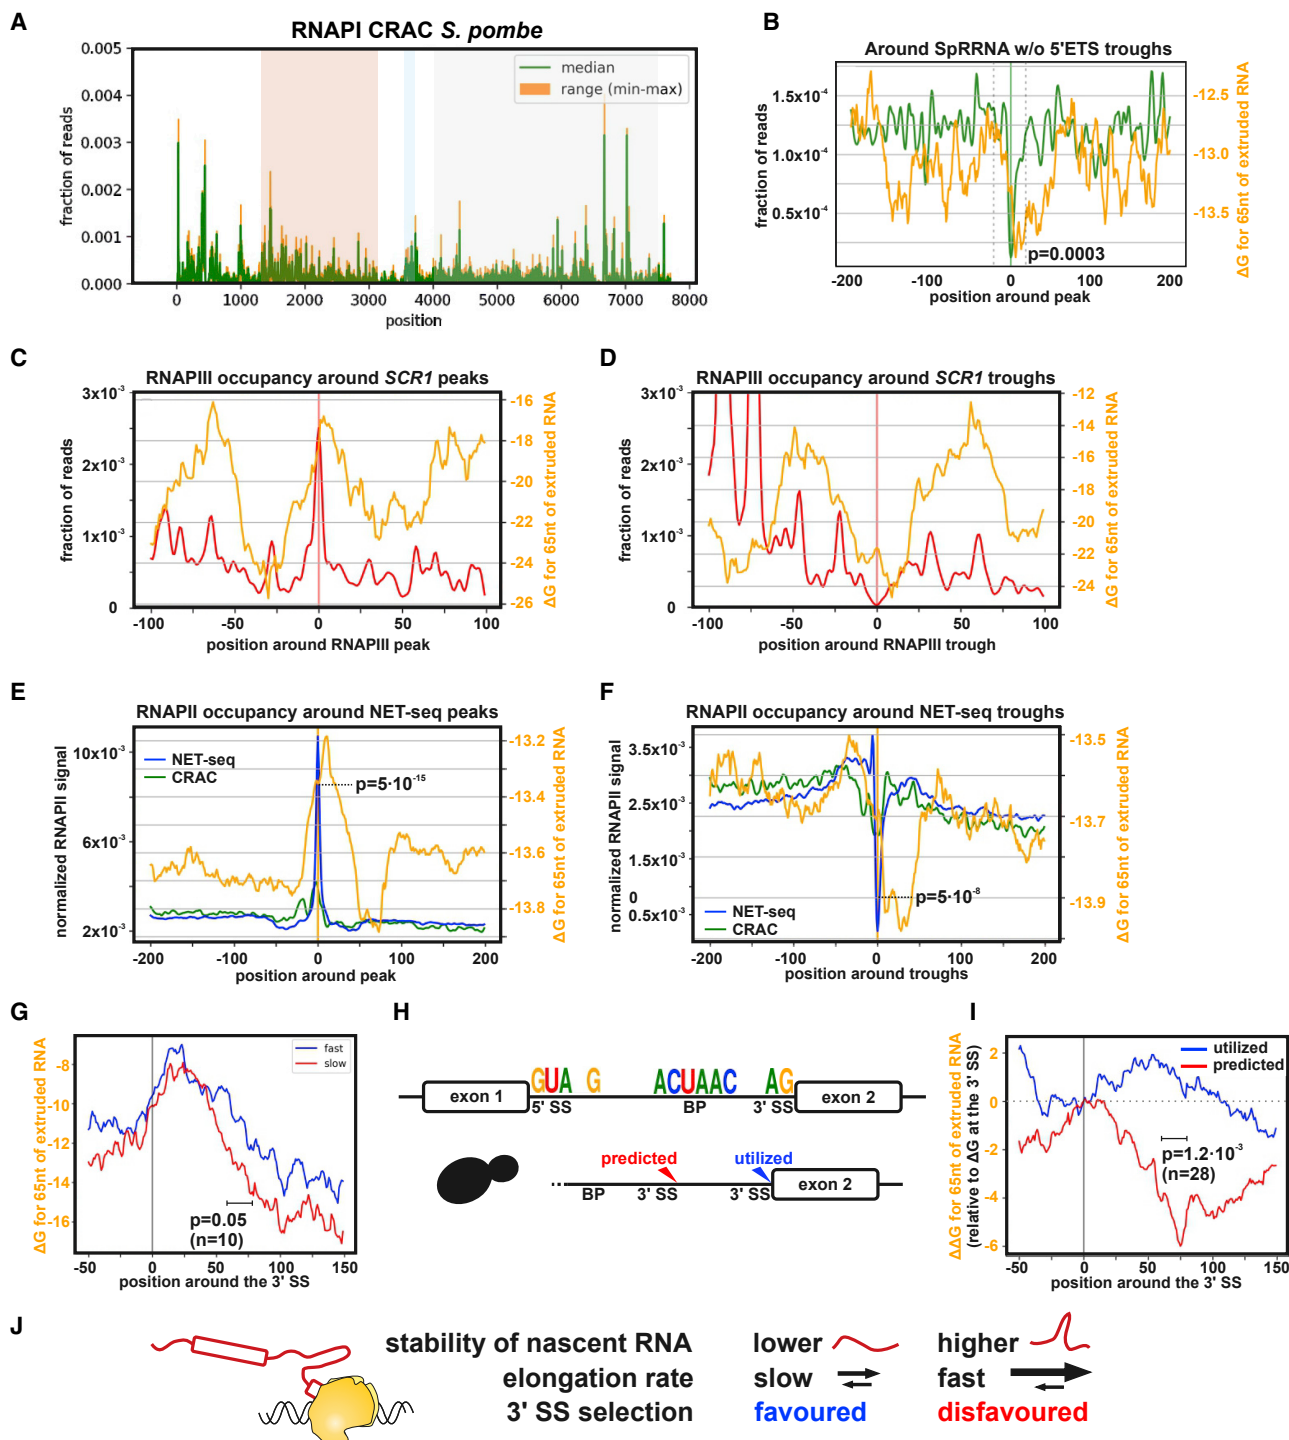 A
RNAPI CRAC S. pombe
0.005
0.004
0.003
0.002
0.001
0.000
fraction of reads
median
range (min-max)
0 1000 2000 3000 4000 5000 6000 7000 8000
position
B
Around SpRRNA w/o 5'ETS troughs
1.5x10⁻⁴
1.0x10⁻⁴
0.5x10⁻⁴
fraction of reads
-12.5
-13.0
-13.5
ΔG for 65nt of extruded RNA
p=0.0003
-200 -100 0 100 200
position around peak
C
RNAPIII occupancy around SCR1 peaks
3x10⁻³
2x10⁻³
1x10⁻³
0
fraction of reads
-16
-18
-20
-22
-24
-26
ΔG for 65nt of extruded RNA
-100 -50 0 50 100
position around RNAPIII peak
D
RNAPIII occupancy around SCR1 troughs
3x10⁻³
2x10⁻³
1x10⁻³
0
fraction of reads
-12
-14
-16
-18
-20
-22
-24
ΔG for 65nt of extruded RNA
-100 -50 0 50 100
position around RNAPIII trough
E
RNAPII occupancy around NET-seq peaks
10x10⁻³
6x10⁻³
2x10⁻³
normalized RNAPII signal
NET-seq
CRAC
p=5·10⁻¹⁵
-13.2
-13.4
-13.6
-13.8
ΔG for 65nt of extruded RNA
-200 -100 0 100 200
position around peak
F
RNAPII occupancy around NET-seq troughs
3.5x10⁻³
2.5x10⁻³
1.5x10⁻³
0
0.5x10⁻³
normalized RNAPII signal
NET-seq
CRAC
p=5·10⁻⁸
-13.5
-13.7
-13.9
ΔG for 65nt of extruded RNA
-200 -100 0 100 200
position around troughs
G
-8
-10
-12
-14
-16
ΔG for 65nt of extruded RNA
fast
slow
p=0.05
(n=10)
-50 0 50 100 150
position around the 3' SS
H
exon 1
GUA G
5' SS
ACUAAC
BP
AG
3' SS
exon 2
predicted
utilized
BP
3' SS
3' SS
exon 2
I
2
0
-2
-4
-6
ΔΔG for 65nt of extruded RNA
(relative to ΔG at the 3' SS)
utilized
predicted
p=1.2·10⁻³
(n=28)
-50 0 50 100 150
position around the 3' SS
J
stability of nascent RNA lower higher
elongation rate slow fast
3' SS selection favoured disfavoured